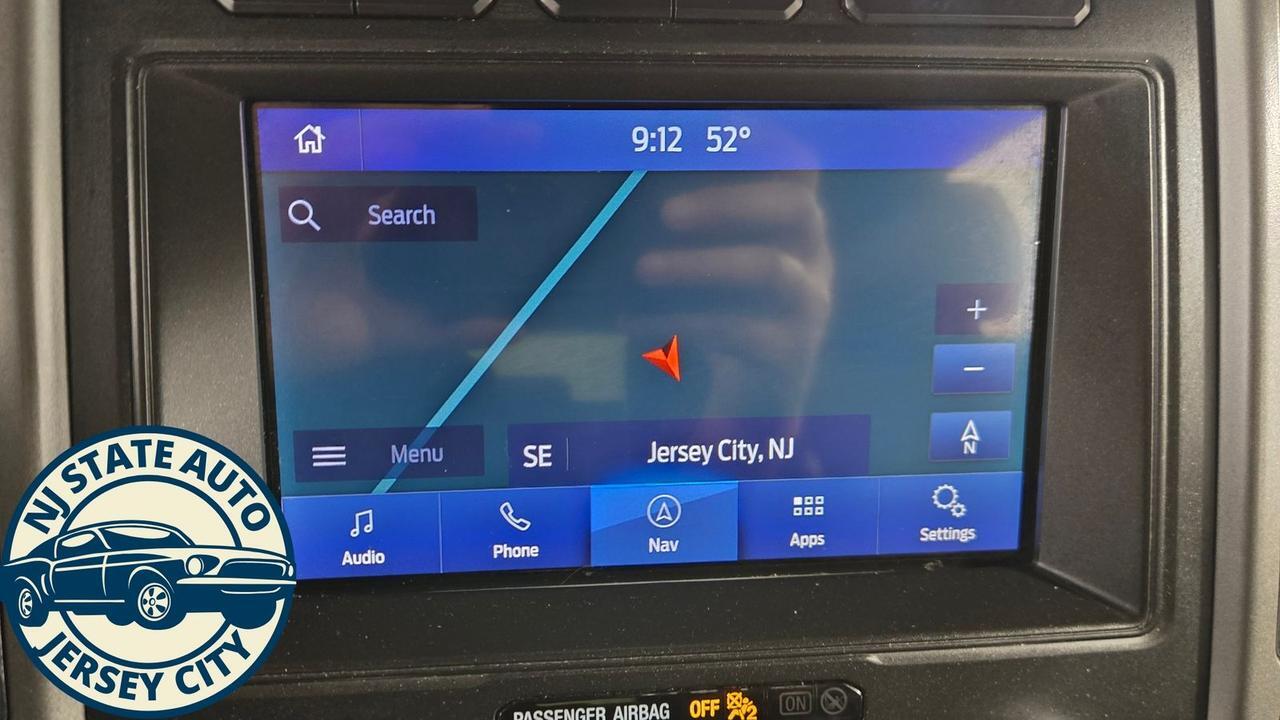 9:12 52°
Search
Menu
SE Jersey City, NJ
N
Audio Phone Nav Apps Settings
NJ STATE AUTO
JERSEY CITY
PASSENGER AIRBAG OFF 2 ON